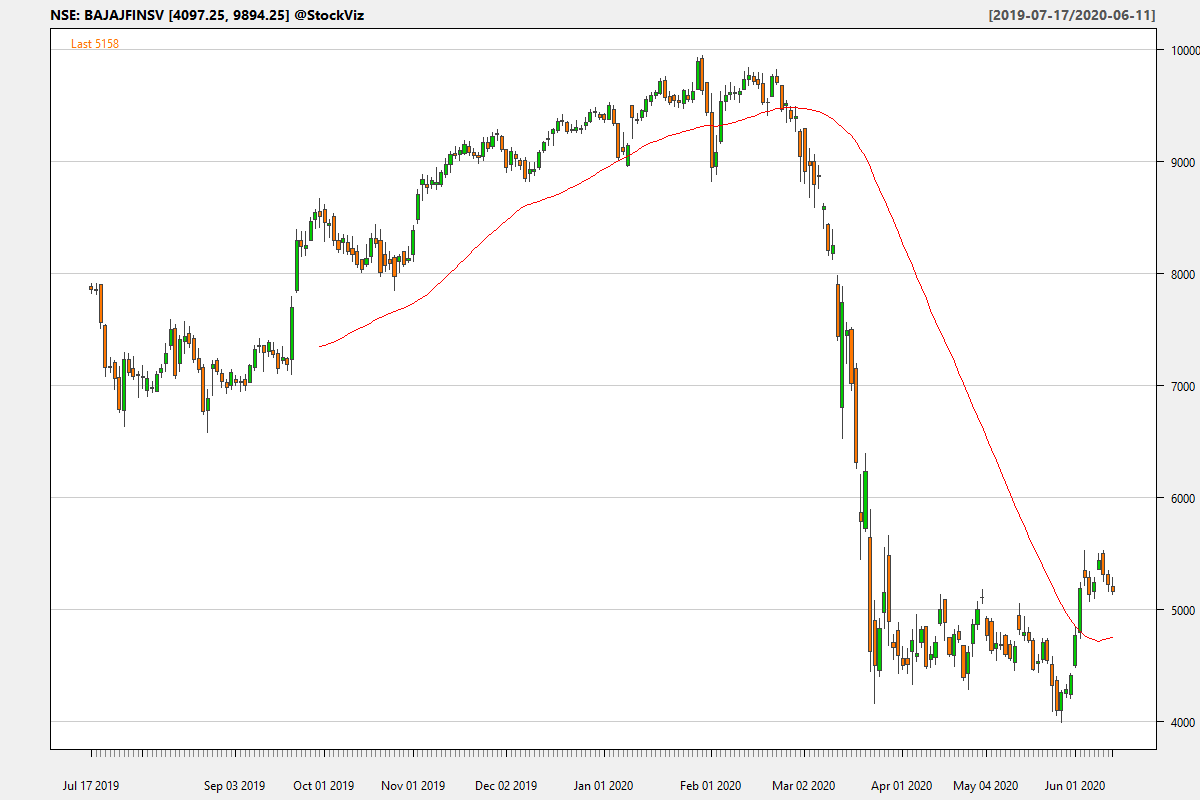 NSE: BAJAJFINSV [4097.25, 9894.25] @StockViz [2019-07-17/2020-06-11]
Last 5158
10000
9000
8000
7000
6000
5000
4000
Jul 17 2019 Sep 03 2019 Oct 01 2019 Nov 01 2019 Dec 02 2019 Jan 01 2020 Feb 01 2020 Mar 02 2020 Apr 01 2020 May 04 2020 Jun 01 2020